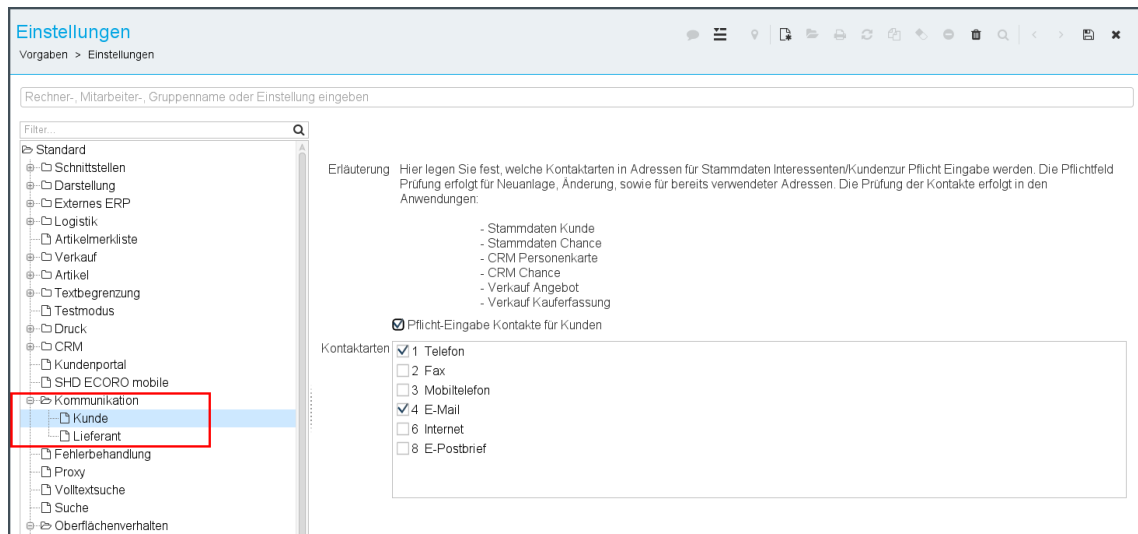 Einstellungen
Vorgaben > Einstellungen
Rechner-, Mitarbeiter-, Gruppenname oder Einstellung eingeben
Filter...
Standard
Schnittstellen
Darstellung
Externes ERP
Logistik
Artikelmerkliste
Verkauf
Artikel
Textbegrenzung
Testmodus
Druck
CRM
Kundenportal
SHD ECORO mobile
Kommunikation
Kunde
Lieferant
Fehlerbehandlung
Proxy
Volltextsuche
Suche
Oberflächenverhalten
Erläuterung Hier legen Sie fest, welche Kontaktarten in Adressen für Stammdaten Interessenten/Kundenzur Pflicht Eingabe werden. Die Pflichtfeld
Prüfung erfolgt für Neuanlage, Änderung, sowie für bereits verwendeter Adressen. Die Prüfung der Kontakte erfolgt in den
Anwendungen:
- Stammdaten Kunde
- Stammdaten Chance
- CRM Personenkarte
- CRM Chance
- Verkauf Angebot
- Verkauf Kauferfassung
Pflicht-Eingabe Kontakte für Kunden
Kontaktarten
1 Telefon
2 Fax
3 Mobiltelefon
4 E-Mail
6 Internet
8 E-Postbrief